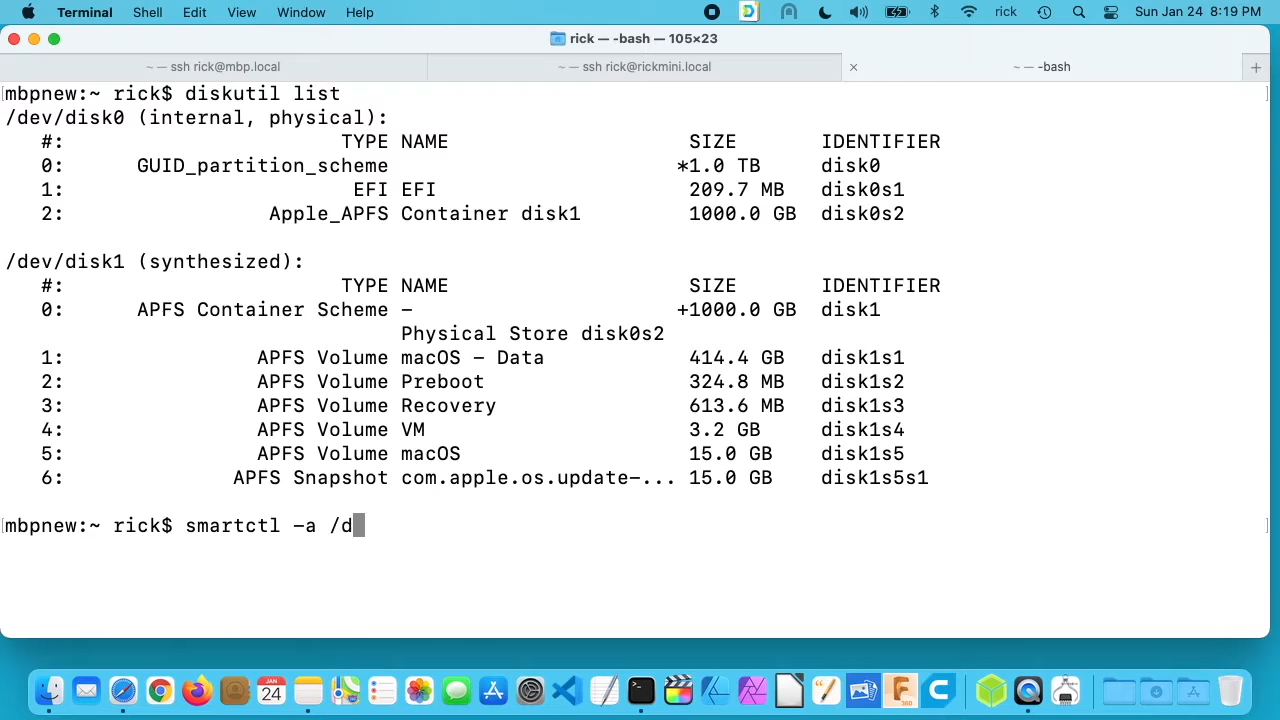 Terminal Shell Edit View Window Help rick Sun Jan 24 8:19 PM
rick — -bash — 105×23
~ — ssh rick@mbp.local ~ — ssh rick@rickmini.local ~ — -bash
mbpnew:~ rick$ diskutil list
/dev/disk0 (internal, physical):
#: TYPE NAME SIZE IDENTIFIER
0: GUID_partition_scheme *1.0 TB disk0
1: EFI EFI 209.7 MB disk0s1
2: Apple_APFS Container disk1 1000.0 GB disk0s2
/dev/disk1 (synthesized):
#: TYPE NAME SIZE IDENTIFIER
0: APFS Container Scheme - +1000.0 GB disk1
Physical Store disk0s2
1: APFS Volume macOS - Data 414.4 GB disk1s1
2: APFS Volume Preboot 324.8 MB disk1s2
3: APFS Volume Recovery 613.6 MB disk1s3
4: APFS Volume VM 3.2 GB disk1s4
5: APFS Volume macOS 15.0 GB disk1s5
6: APFS Snapshot com.apple.os.update-... 15.0 GB disk1s5s1
mbpnew:~ rick$ smartctl -a /d
JAN
24
F
360